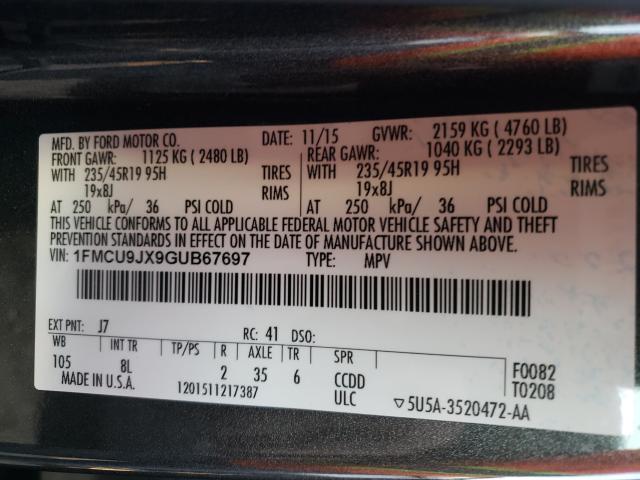 MFD. BY FORD MOTOR CO. DATE: 11/15 GVWR: 2159 KG ( 4760 LB)
FRONT GAWR: 1125 KG ( 2480 LB) REAR GAWR: 1040 KG ( 2293 LB)
WITH 235/45R19 95H TIRES WITH 235/45R19 95H TIRES
19x8J RIMS 19x8J RIMS
AT 250 kPa/ 36 PSI COLD AT 250 kPa/ 36 PSI COLD
THIS VEHICLE CONFORMS TO ALL APPLICABLE FEDERAL MOTOR VEHICLE SAFETY AND THEFT
PREVENTION STANDARDS IN EFFECT ON THE DATE OF MANUFACTURE SHOWN ABOVE.
VIN: 1FMCU9JX9GUB67697 TYPE: MPV
EXT PNT: J7 RC: 41 DSO:
WB INT TR TP/PS R AXLE TR SPR
105 8L 2 35 6 CCDD F0082
MADE IN U.S.A. 1201511217387 ULC ▽5U5A-3520472-AA T0208